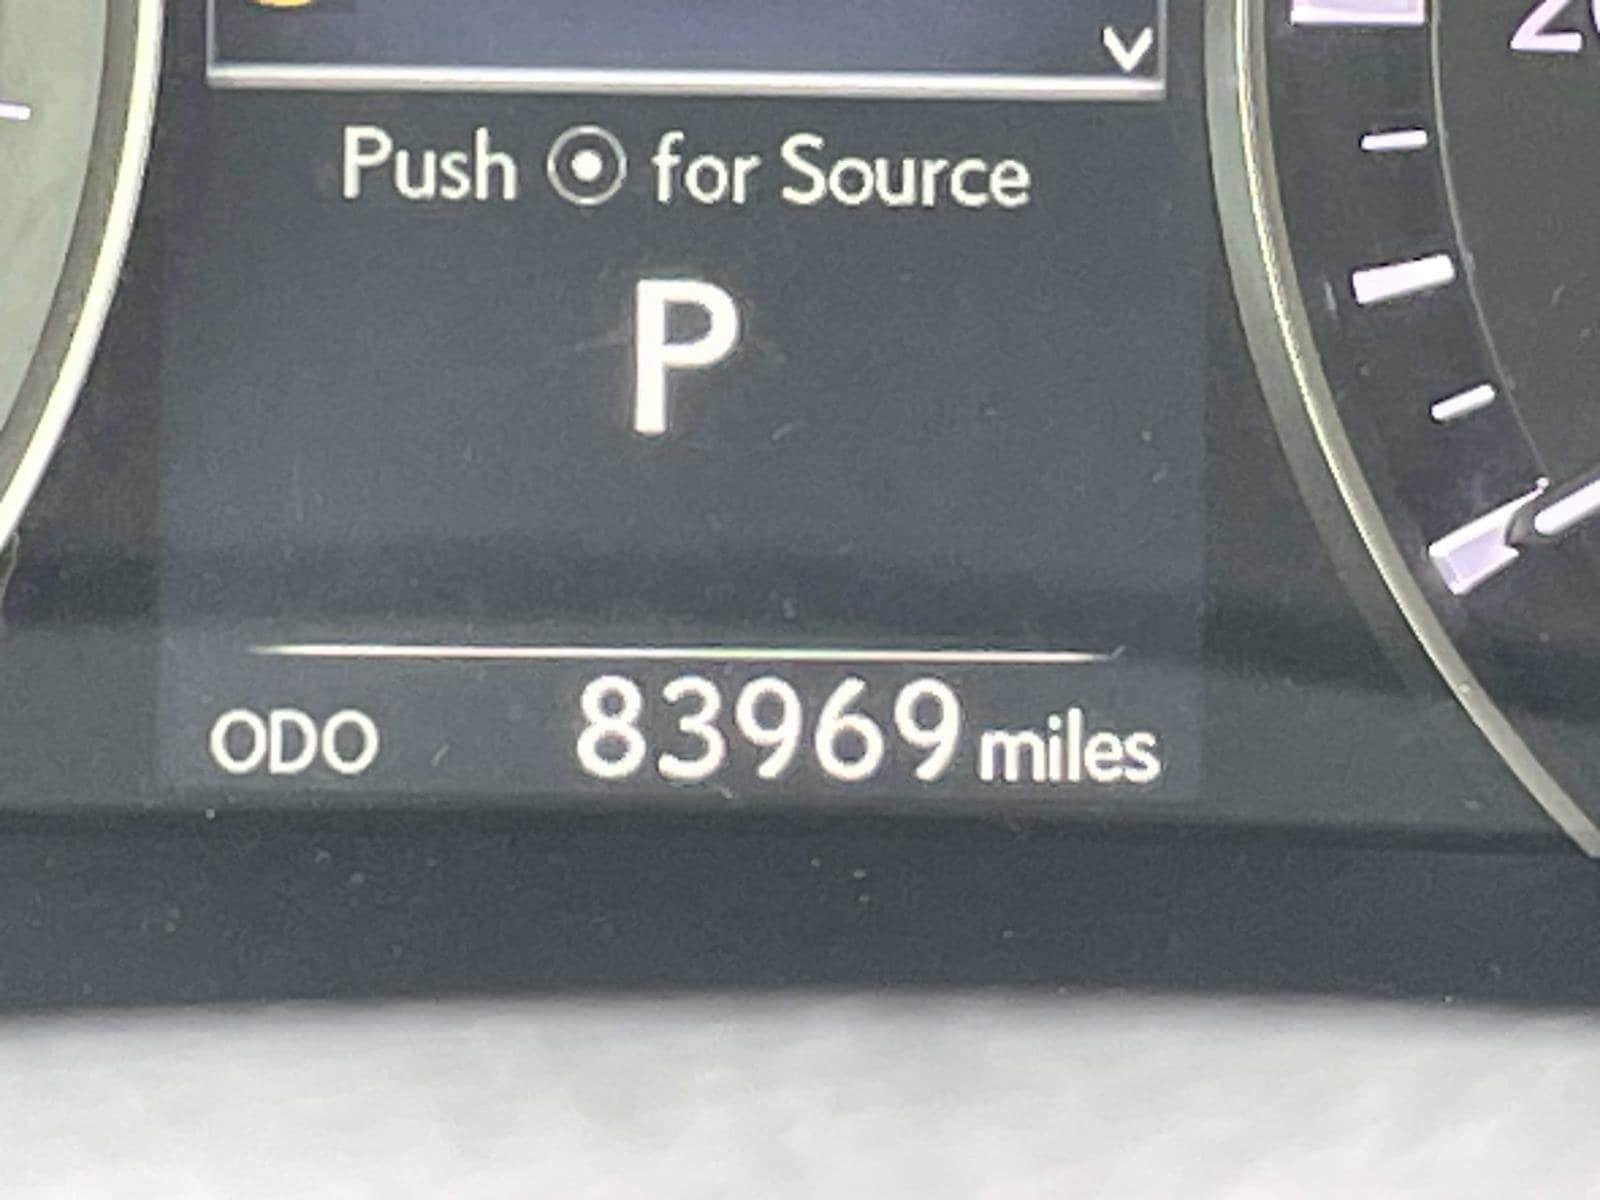 Push ⦿ for Source
P
ODO 83969 miles